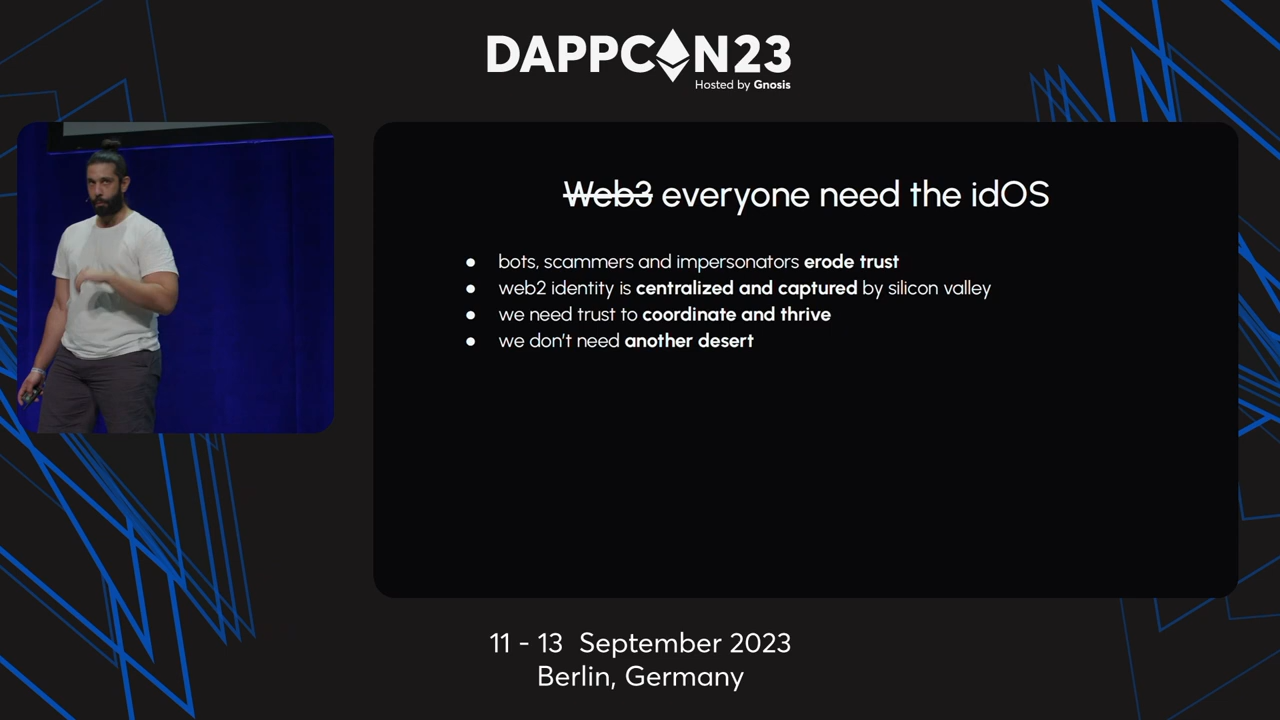 DAPPCON23
Hosted by Gnosis
Web3 everyone need the idOS
● bots, scammers and impersonators erode trust
● web2 identity is centralized and captured by silicon valley
● we need trust to coordinate and thrive
● we don't need another desert
11 - 13 September 2023
Berlin, Germany